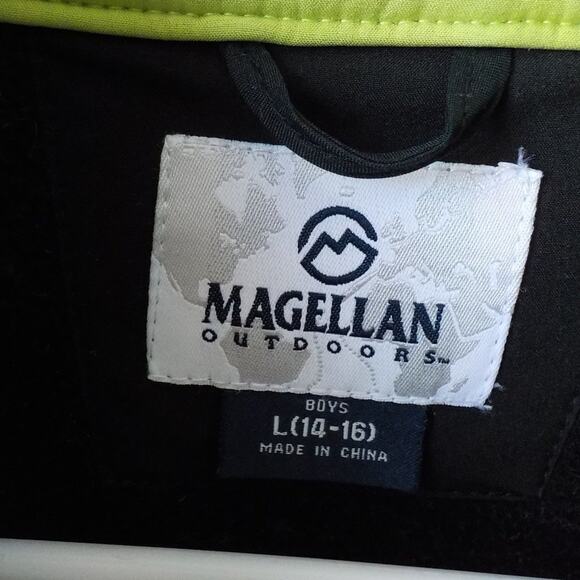 MAGELLAN
OUTDOORS™
BOYS
L(14-16)
MADE IN CHINA